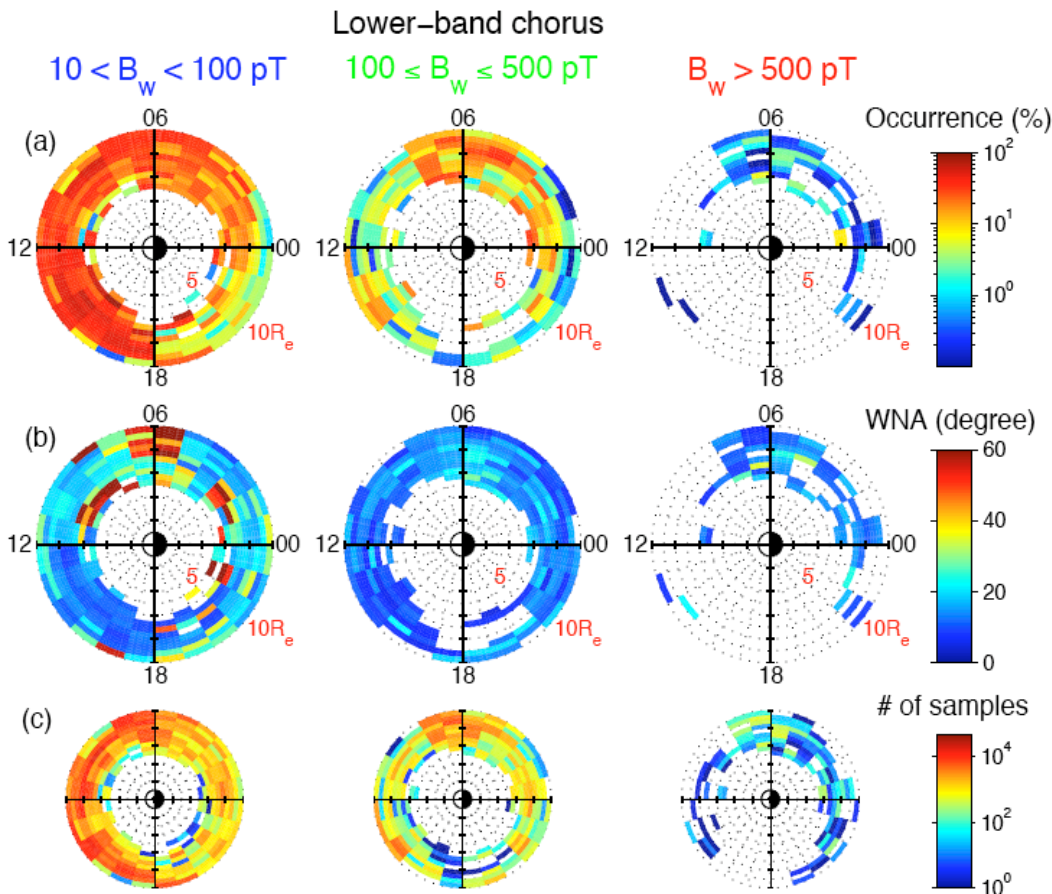 Lower-band chorus
10 < B_w < 100 pT
100 ≤ B_w ≤ 500 pT
B_w > 500 pT
(a)
06
06
06
Occurrence (%)
10^2
10^1
10^0
12
00
12
00
12
00
5
5
5
10R_e
10R_e
10R_e
18
18
18
(b)
06
06
06
WNA (degree)
60
40
20
0
12
00
12
00
12
00
5
5
5
10R_e
10R_e
10R_e
18
18
18
(c)
# of samples
10^4
10^2
10^0